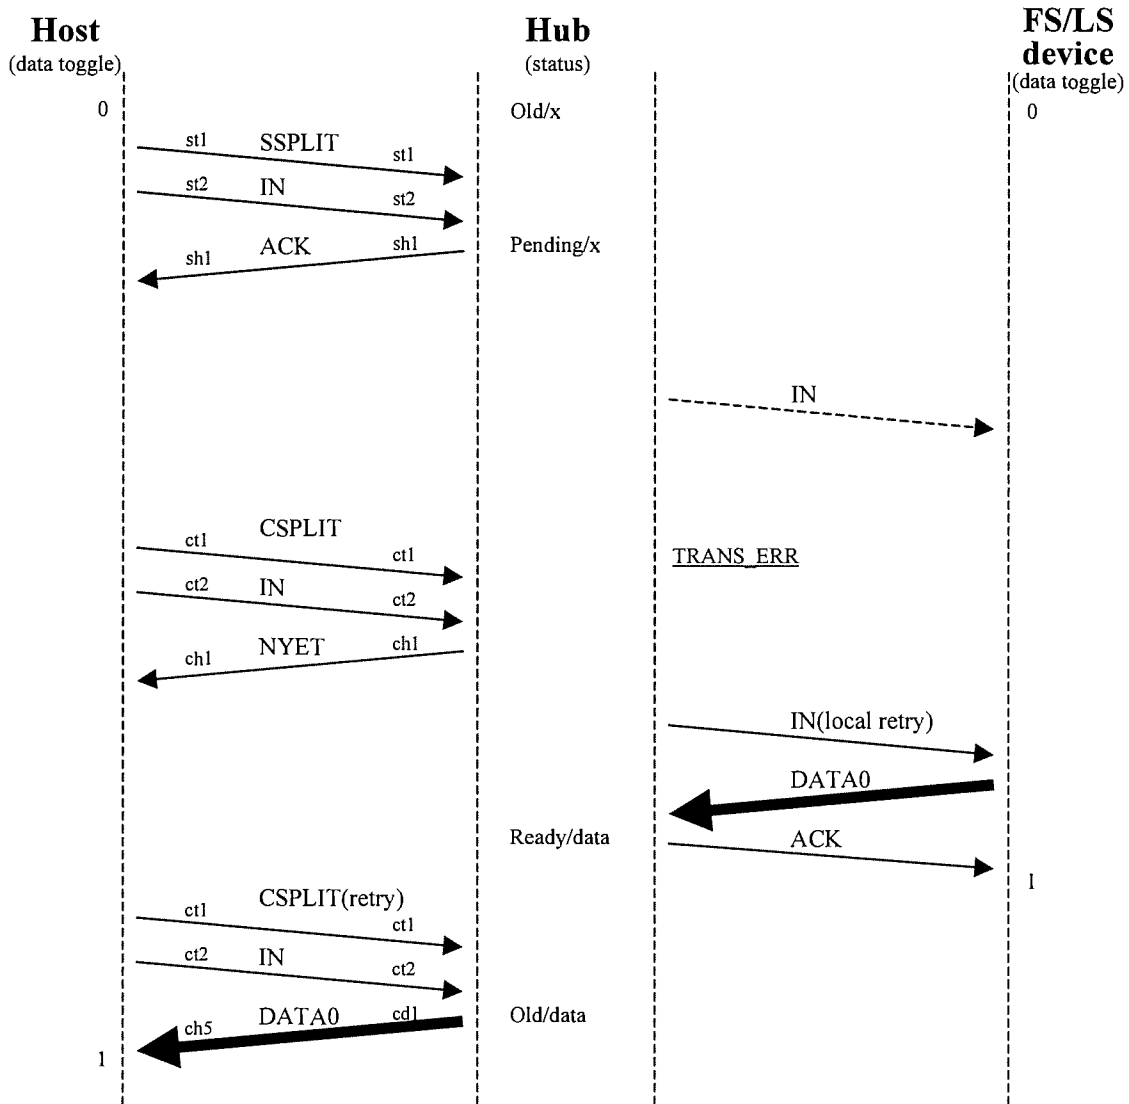 Host
(data toggle)
Hub
(status)
FS/LS
device
(data toggle)
0
Old/x
0
st1 SSPLIT st1
st2 IN st2
sh1 ACK sh1
Pending/x
IN
ct1 CSPLIT ct1
TRANS_ERR
ct2 IN ct2
ch1 NYET ch1
IN(local retry)
DATA0
Ready/data
ACK
1
ct1 CSPLIT(retry) ct1
ct2 IN ct2
ch5 DATA0 cd1
Old/data
1